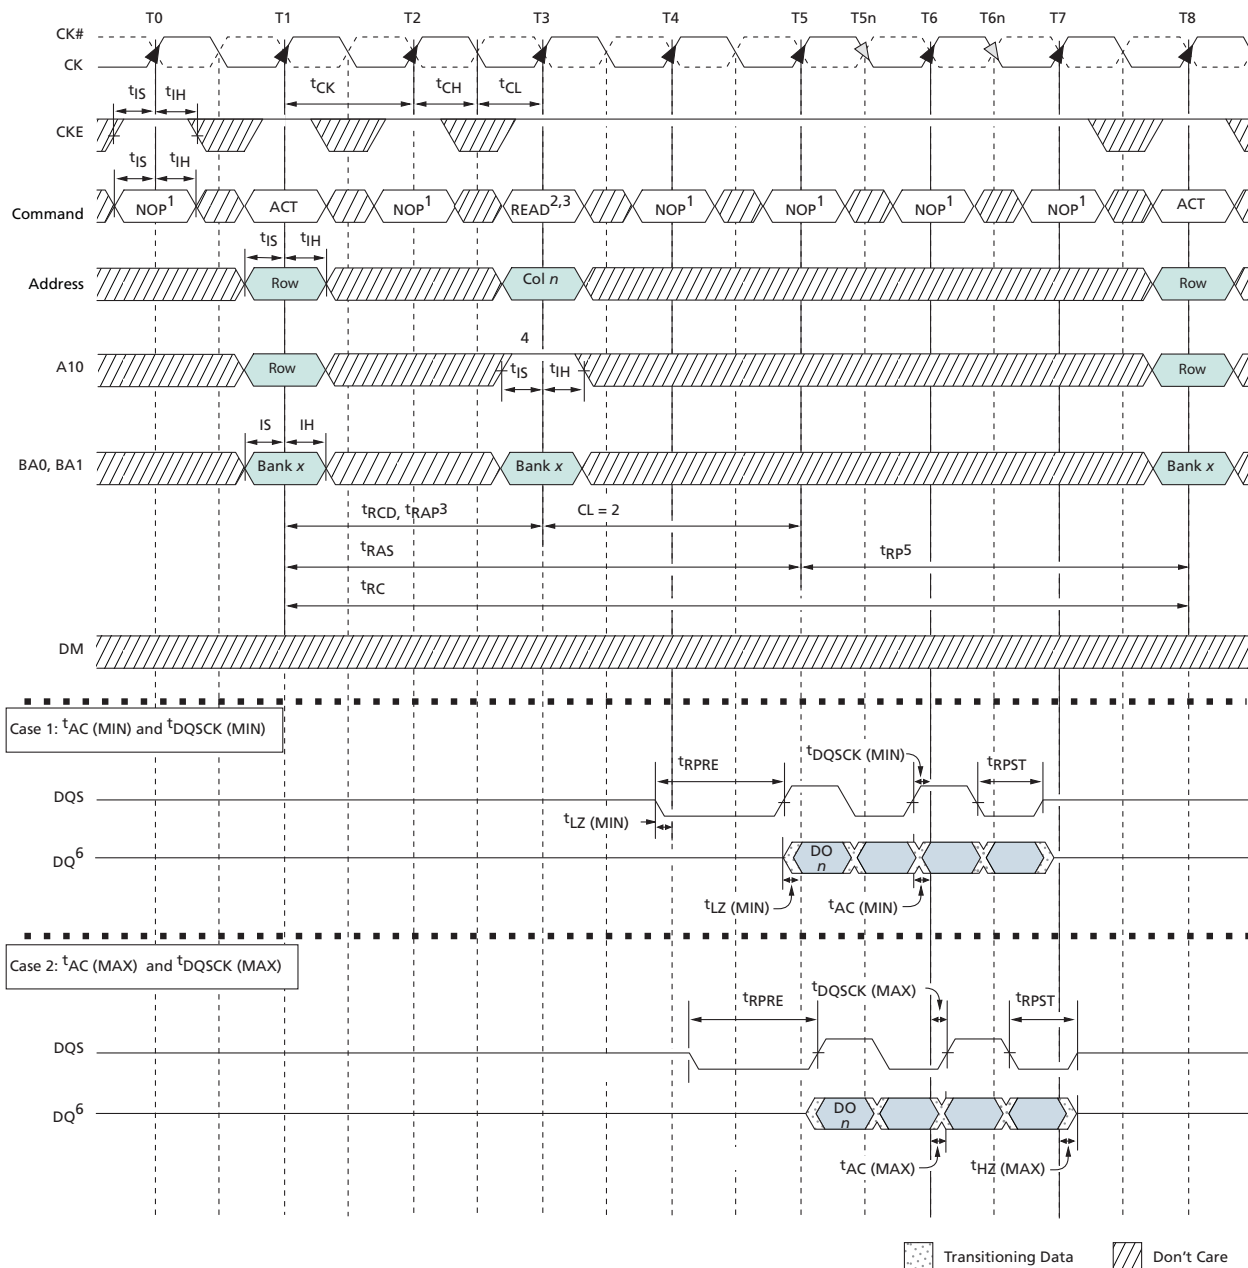 T0 T1 T2 T3 T4 T5 T5n T6 T6n T7 T8
CK#
CK
tIS tIH tCK tCH tCL
CKE
tIS tIH
Command NOP1 ACT NOP1 READ2,3 NOP1 NOP1 NOP1 NOP1 ACT
tIS tIH
Address Row Col n Row
4
A10 Row tIS tIH Row
IS IH
BA0, BA1 Bank x Bank x Bank x
tRCD, tRAP3 CL = 2
tRAS tRP5
tRC
DM
Case 1: tAC (MIN) and tDQSCK (MIN)
tRPRE tDQSCK (MIN) tRPST
DQS
tLZ (MIN)
DQ6 DO n
tLZ (MIN) tAC (MIN)
Case 2: tAC (MAX) and tDQSCK (MAX)
tRPRE tDQSCK (MAX) tRPST
DQS
DQ6 DO n
tAC (MAX) tHZ (MAX)
Transitioning Data Don't Care